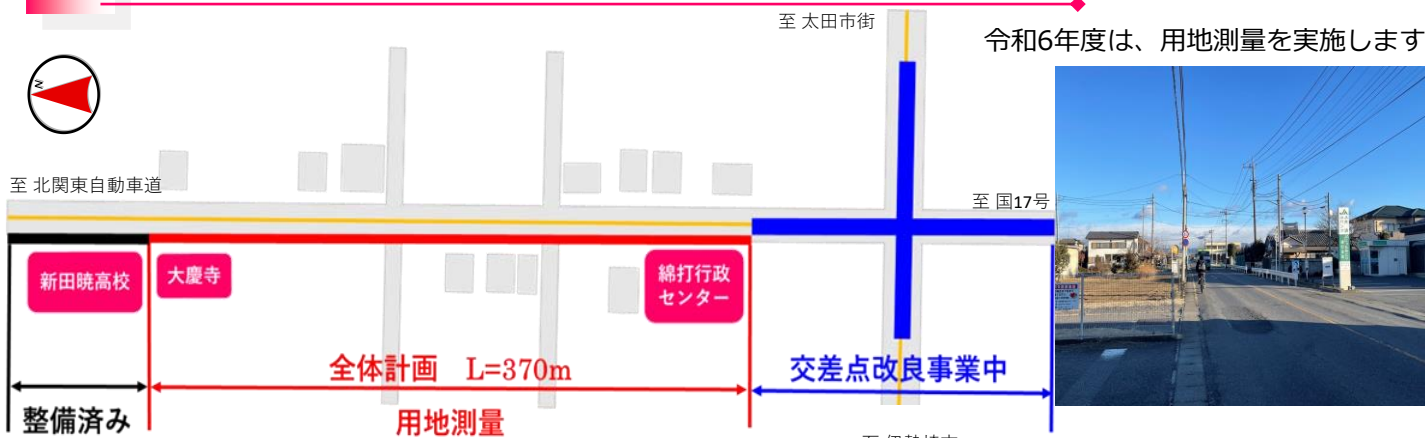 至 太田市街
令和6年度は、用地測量を実施します
N
至 北関東自動車道
至 国17号
新田暁高校
大慶寺
綿打行政
センター
全体計画 L=370m
交差点改良事業中
整備済み
用地測量